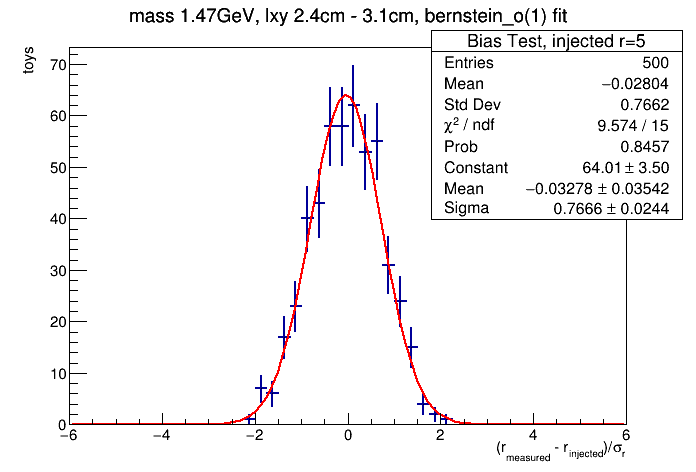 mass 1.47GeV, lxy 2.4cm - 3.1cm, bernstein_o(1) fit
Bias Test, injected r=5
Entries 500
Mean −0.02804
Std Dev 0.7662
χ² / ndf 9.574 / 15
Prob 0.8457
Constant 64.01 ± 3.50
Mean −0.03278 ± 0.03542
Sigma 0.7666 ± 0.0244
toys
70
60
50
40
30
20
10
0
−6 −4 −2 0 2 4 6
(r_measured - r_injected)/σ_r